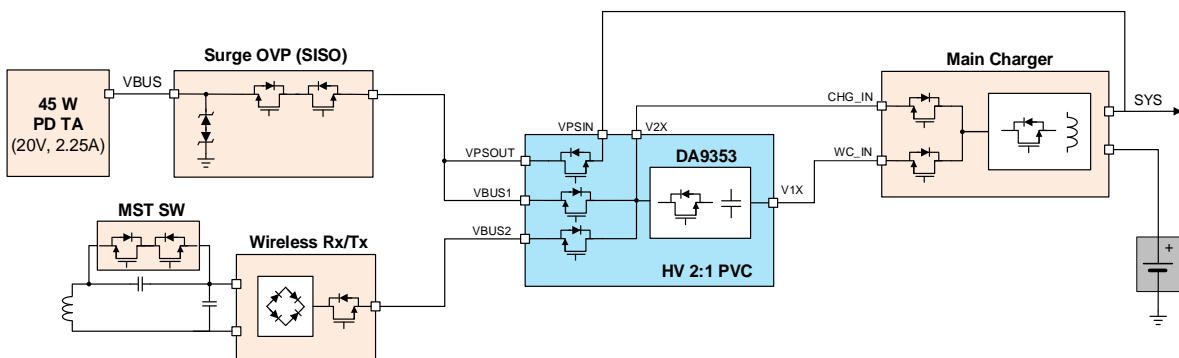 Surge OVP (SISO)
VBUS
45 W
PD TA
(20V, 2.25A)
Main Charger
SYS
CHG_IN
WC_IN
VPSIN
V2X
VPSOUT
DA9353
VBUS1
V1X
VBUS2
HV 2:1 PVC
MST SW
Wireless Rx/Tx
+